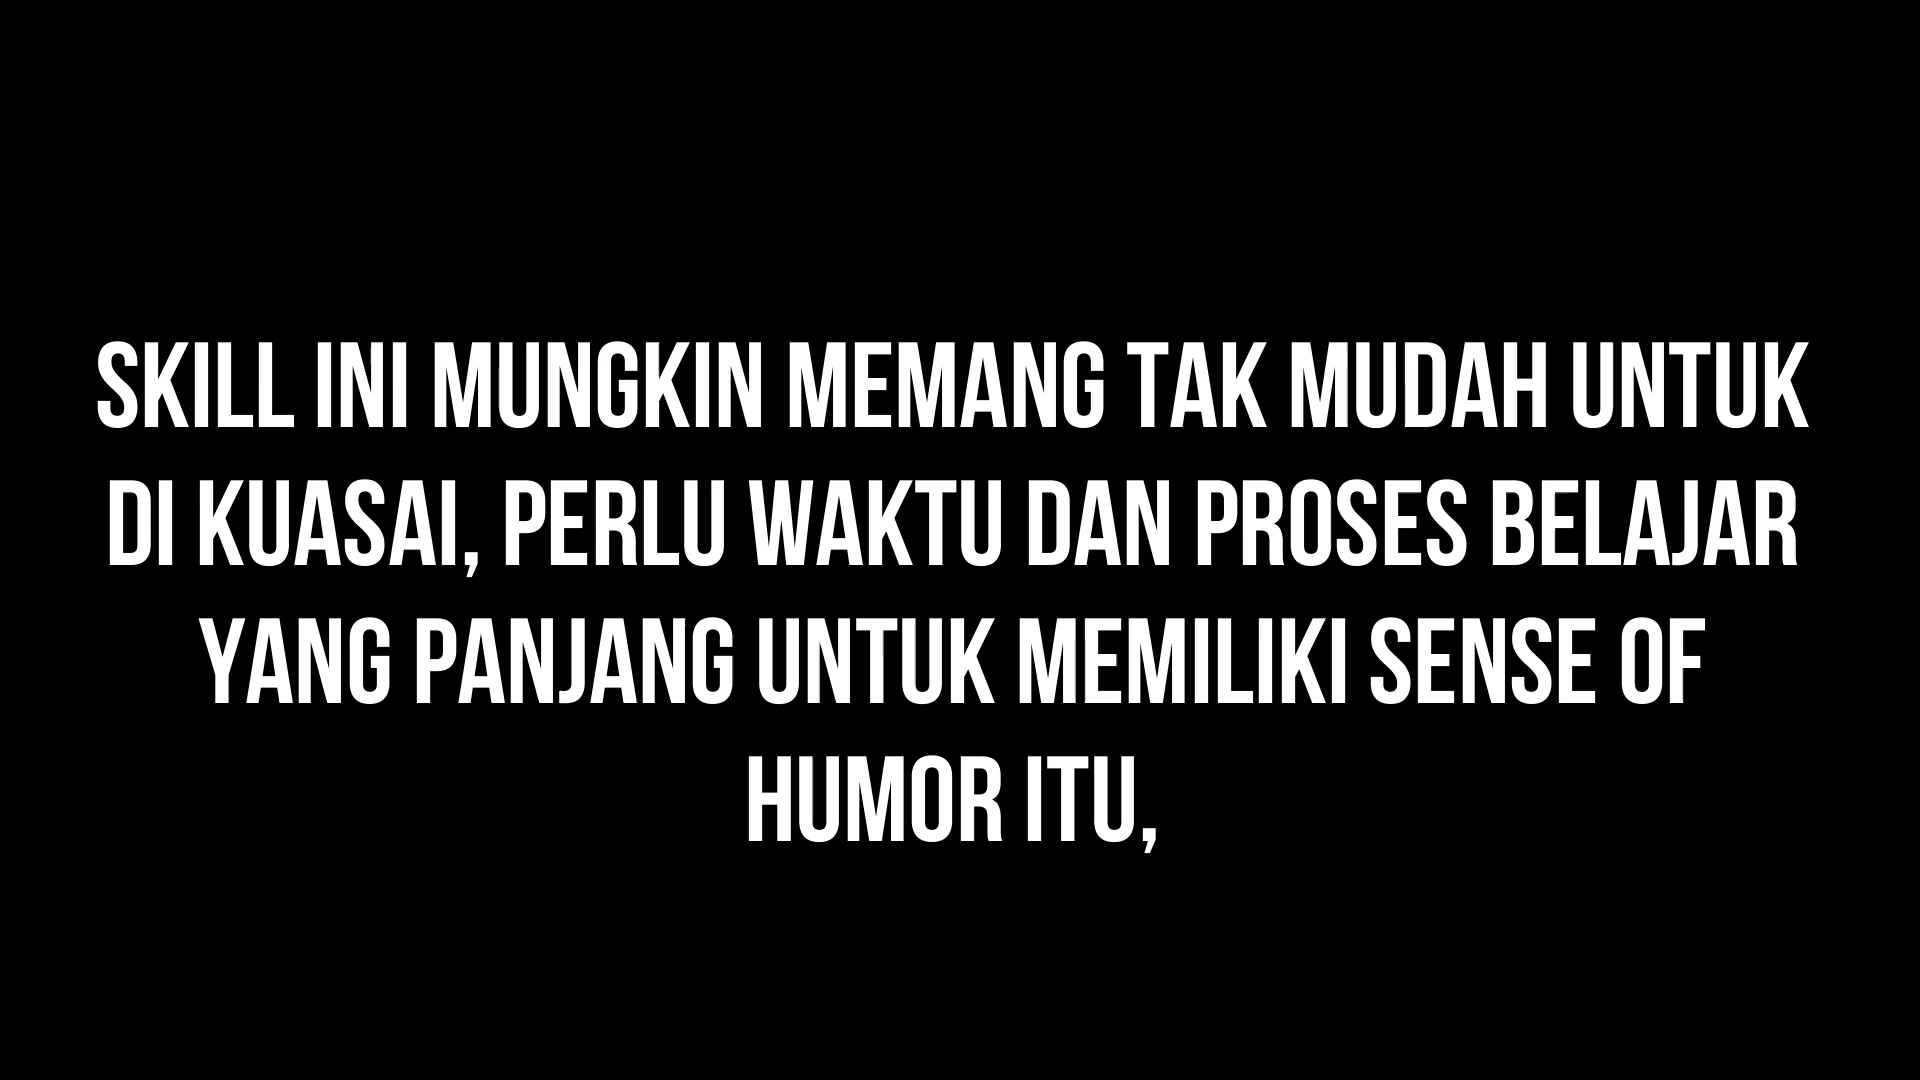 SKILL INI MUNGKIN MEMANG TAK MUDAH UNTUK
DI KUASAI, PERLU WAKTU DAN PROSES BELAJAR
YANG PANJANG UNTUK MEMILIKI SENSE OF
HUMOR ITU,